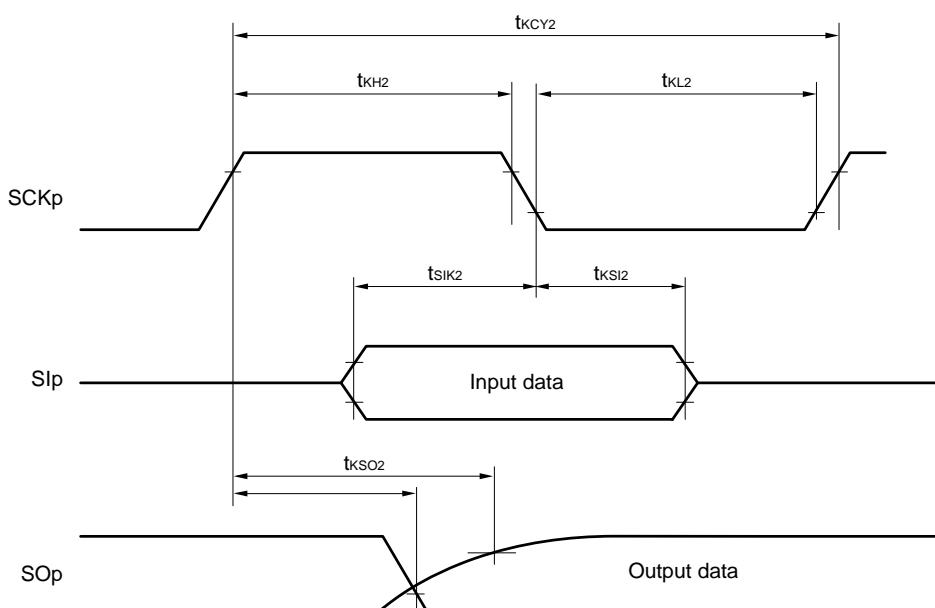 tKCY2
tKH2
tKL2
SCKp
tSIK2
tKSI2
SIp
Input data
tKSO2
SOp
Output data